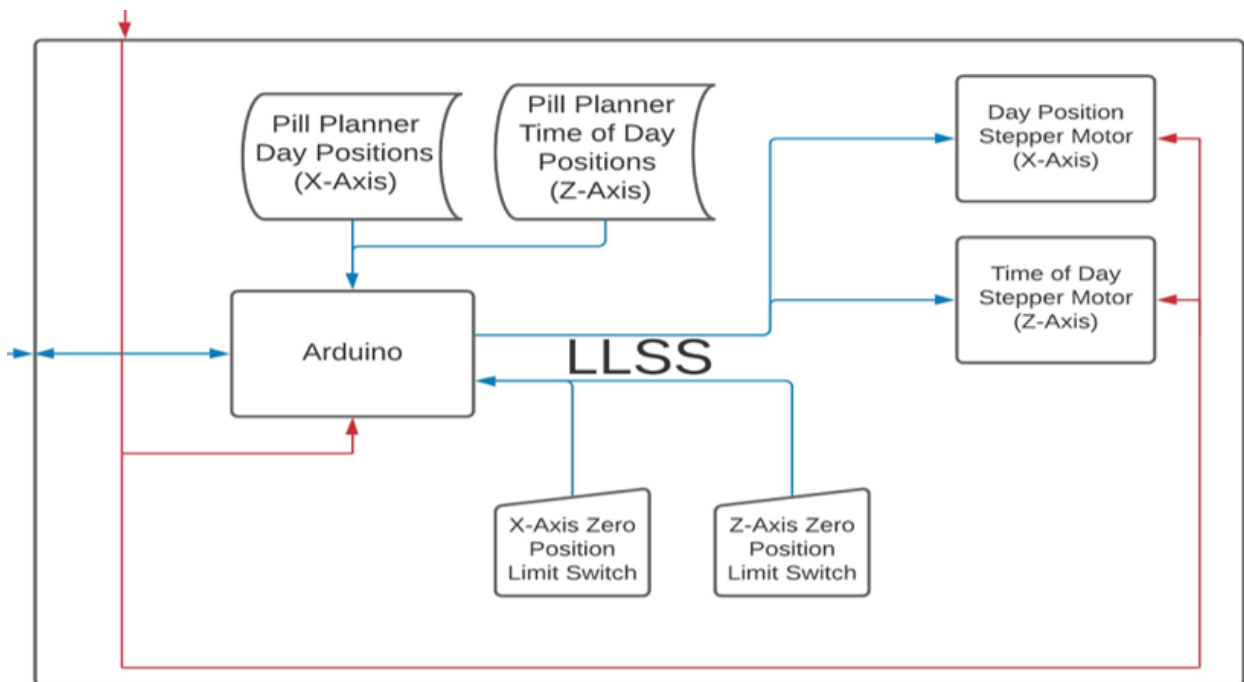 Pill Planner
Day Positions
(X-Axis)
Pill Planner
Time of Day
Positions
(Z-Axis)
Day Position
Stepper Motor
(X-Axis)
Time of Day
Stepper Motor
(Z-Axis)
Arduino
LLSS
X-Axis Zero
Position
Limit Switch
Z-Axis Zero
Position
Limit Switch